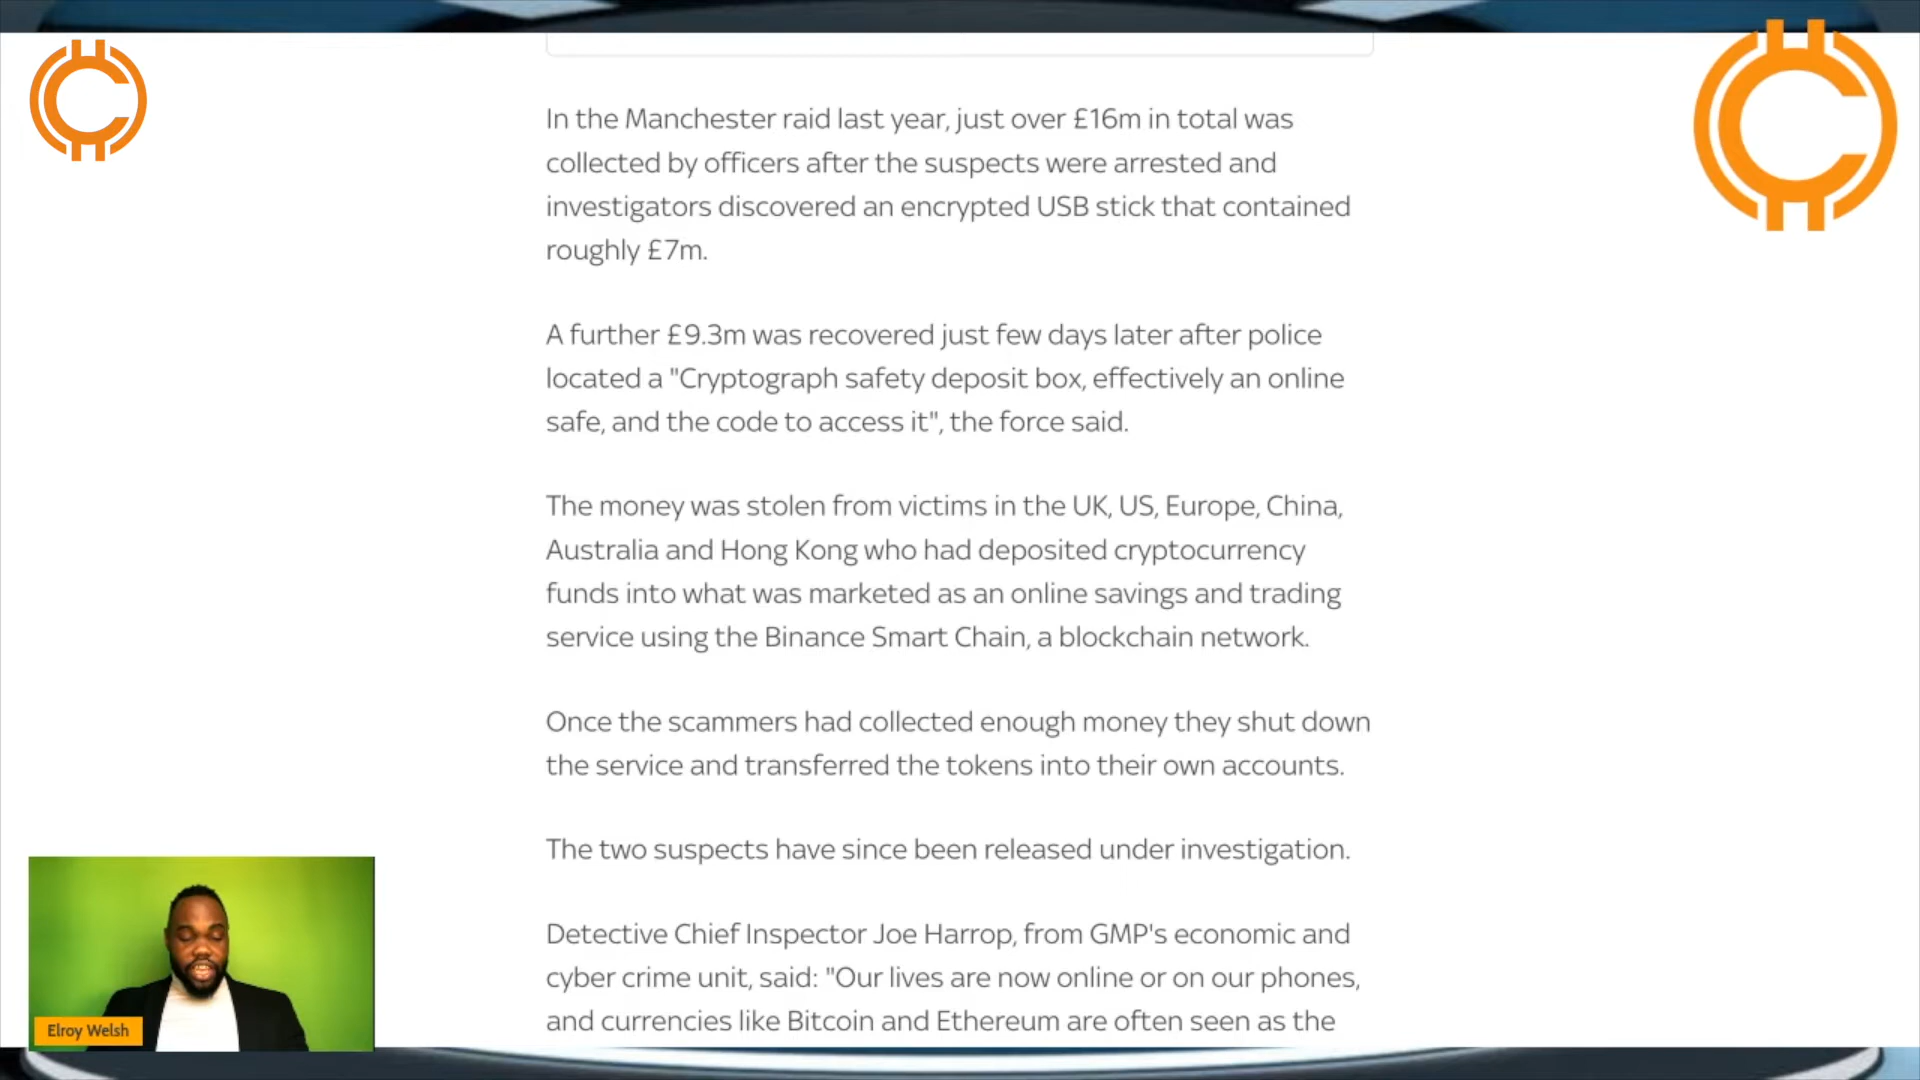 In the Manchester raid last year, just over £16m in total was
collected by officers after the suspects were arrested and
investigators discovered an encrypted USB stick that contained
roughly £7m.
A further £9.3m was recovered just few days later after police
located a "Cryptograph safety deposit box, effectively an online
safe, and the code to access it", the force said.
The money was stolen from victims in the UK, US, Europe, China,
Australia and Hong Kong who had deposited cryptocurrency
funds into what was marketed as an online savings and trading
service using the Binance Smart Chain, a blockchain network.
Once the scammers had collected enough money they shut down
the service and transferred the tokens into their own accounts.
The two suspects have since been released under investigation.
Detective Chief Inspector Joe Harrop, from GMP's economic and
cyber crime unit, said: "Our lives are now online or on our phones,
and currencies like Bitcoin and Ethereum are often seen as the
Elroy Welsh